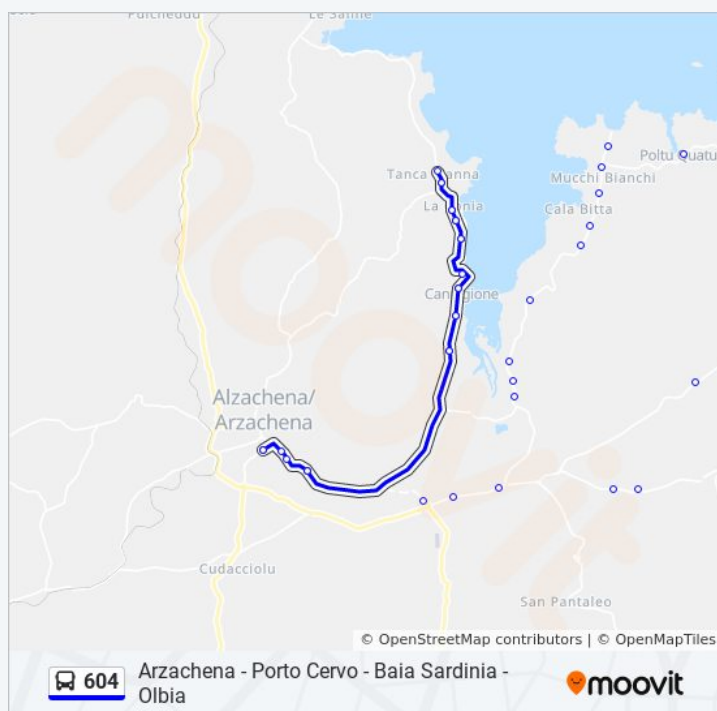 Le Saline
Tanca Manna
La Conia
Cannigione
Poltu Quatu
Mucchi Bianchi
Cala Bitta
Alzachena/
Arzachena
Cudacciolu
San Pantaleo
© OpenStreetMap contributors | © OpenMapTiles
604
Arzachena - Porto Cervo - Baia Sardinia -
Olbia
moovit